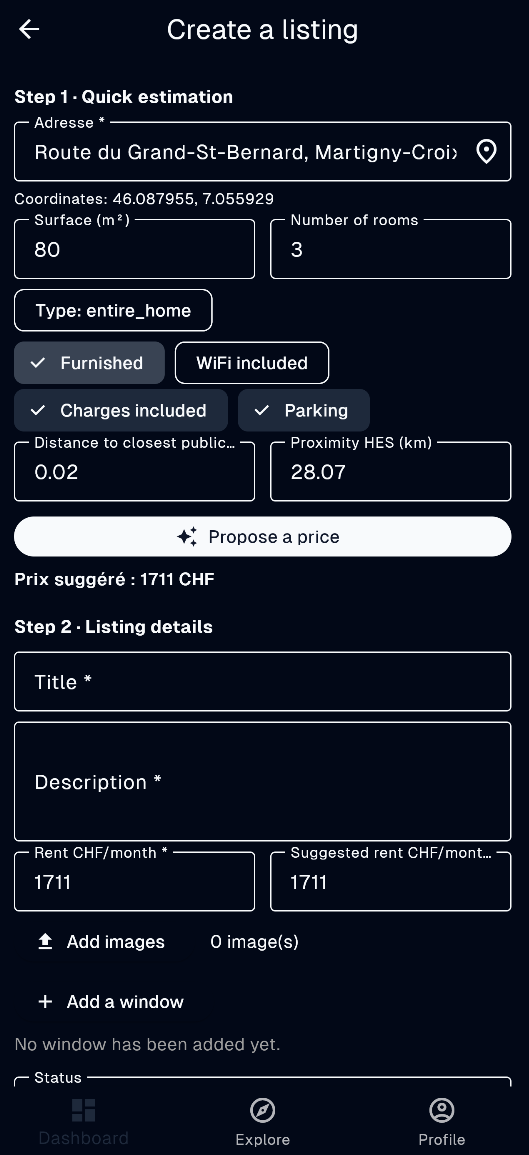 Create a listing
Step 1 · Quick estimation
Adresse *
Route du Grand-St-Bernard, Martigny-Croix
Coordinates: 46.087955, 7.055929
Surface (m²)
Number of rooms
80
3
Type: entire_home
Furnished
WiFi included
Charges included
Parking
Distance to closest public...
Proximity HES (km)
0.02
28.07
Propose a price
Prix suggéré : 1711 CHF
Step 2 · Listing details
Title *
Description *
Rent CHF/month *
Suggested rent CHF/mont...
1711
1711
Add images
0 image(s)
Add a window
No window has been added yet.
Status
Dashboard
Explore
Profile